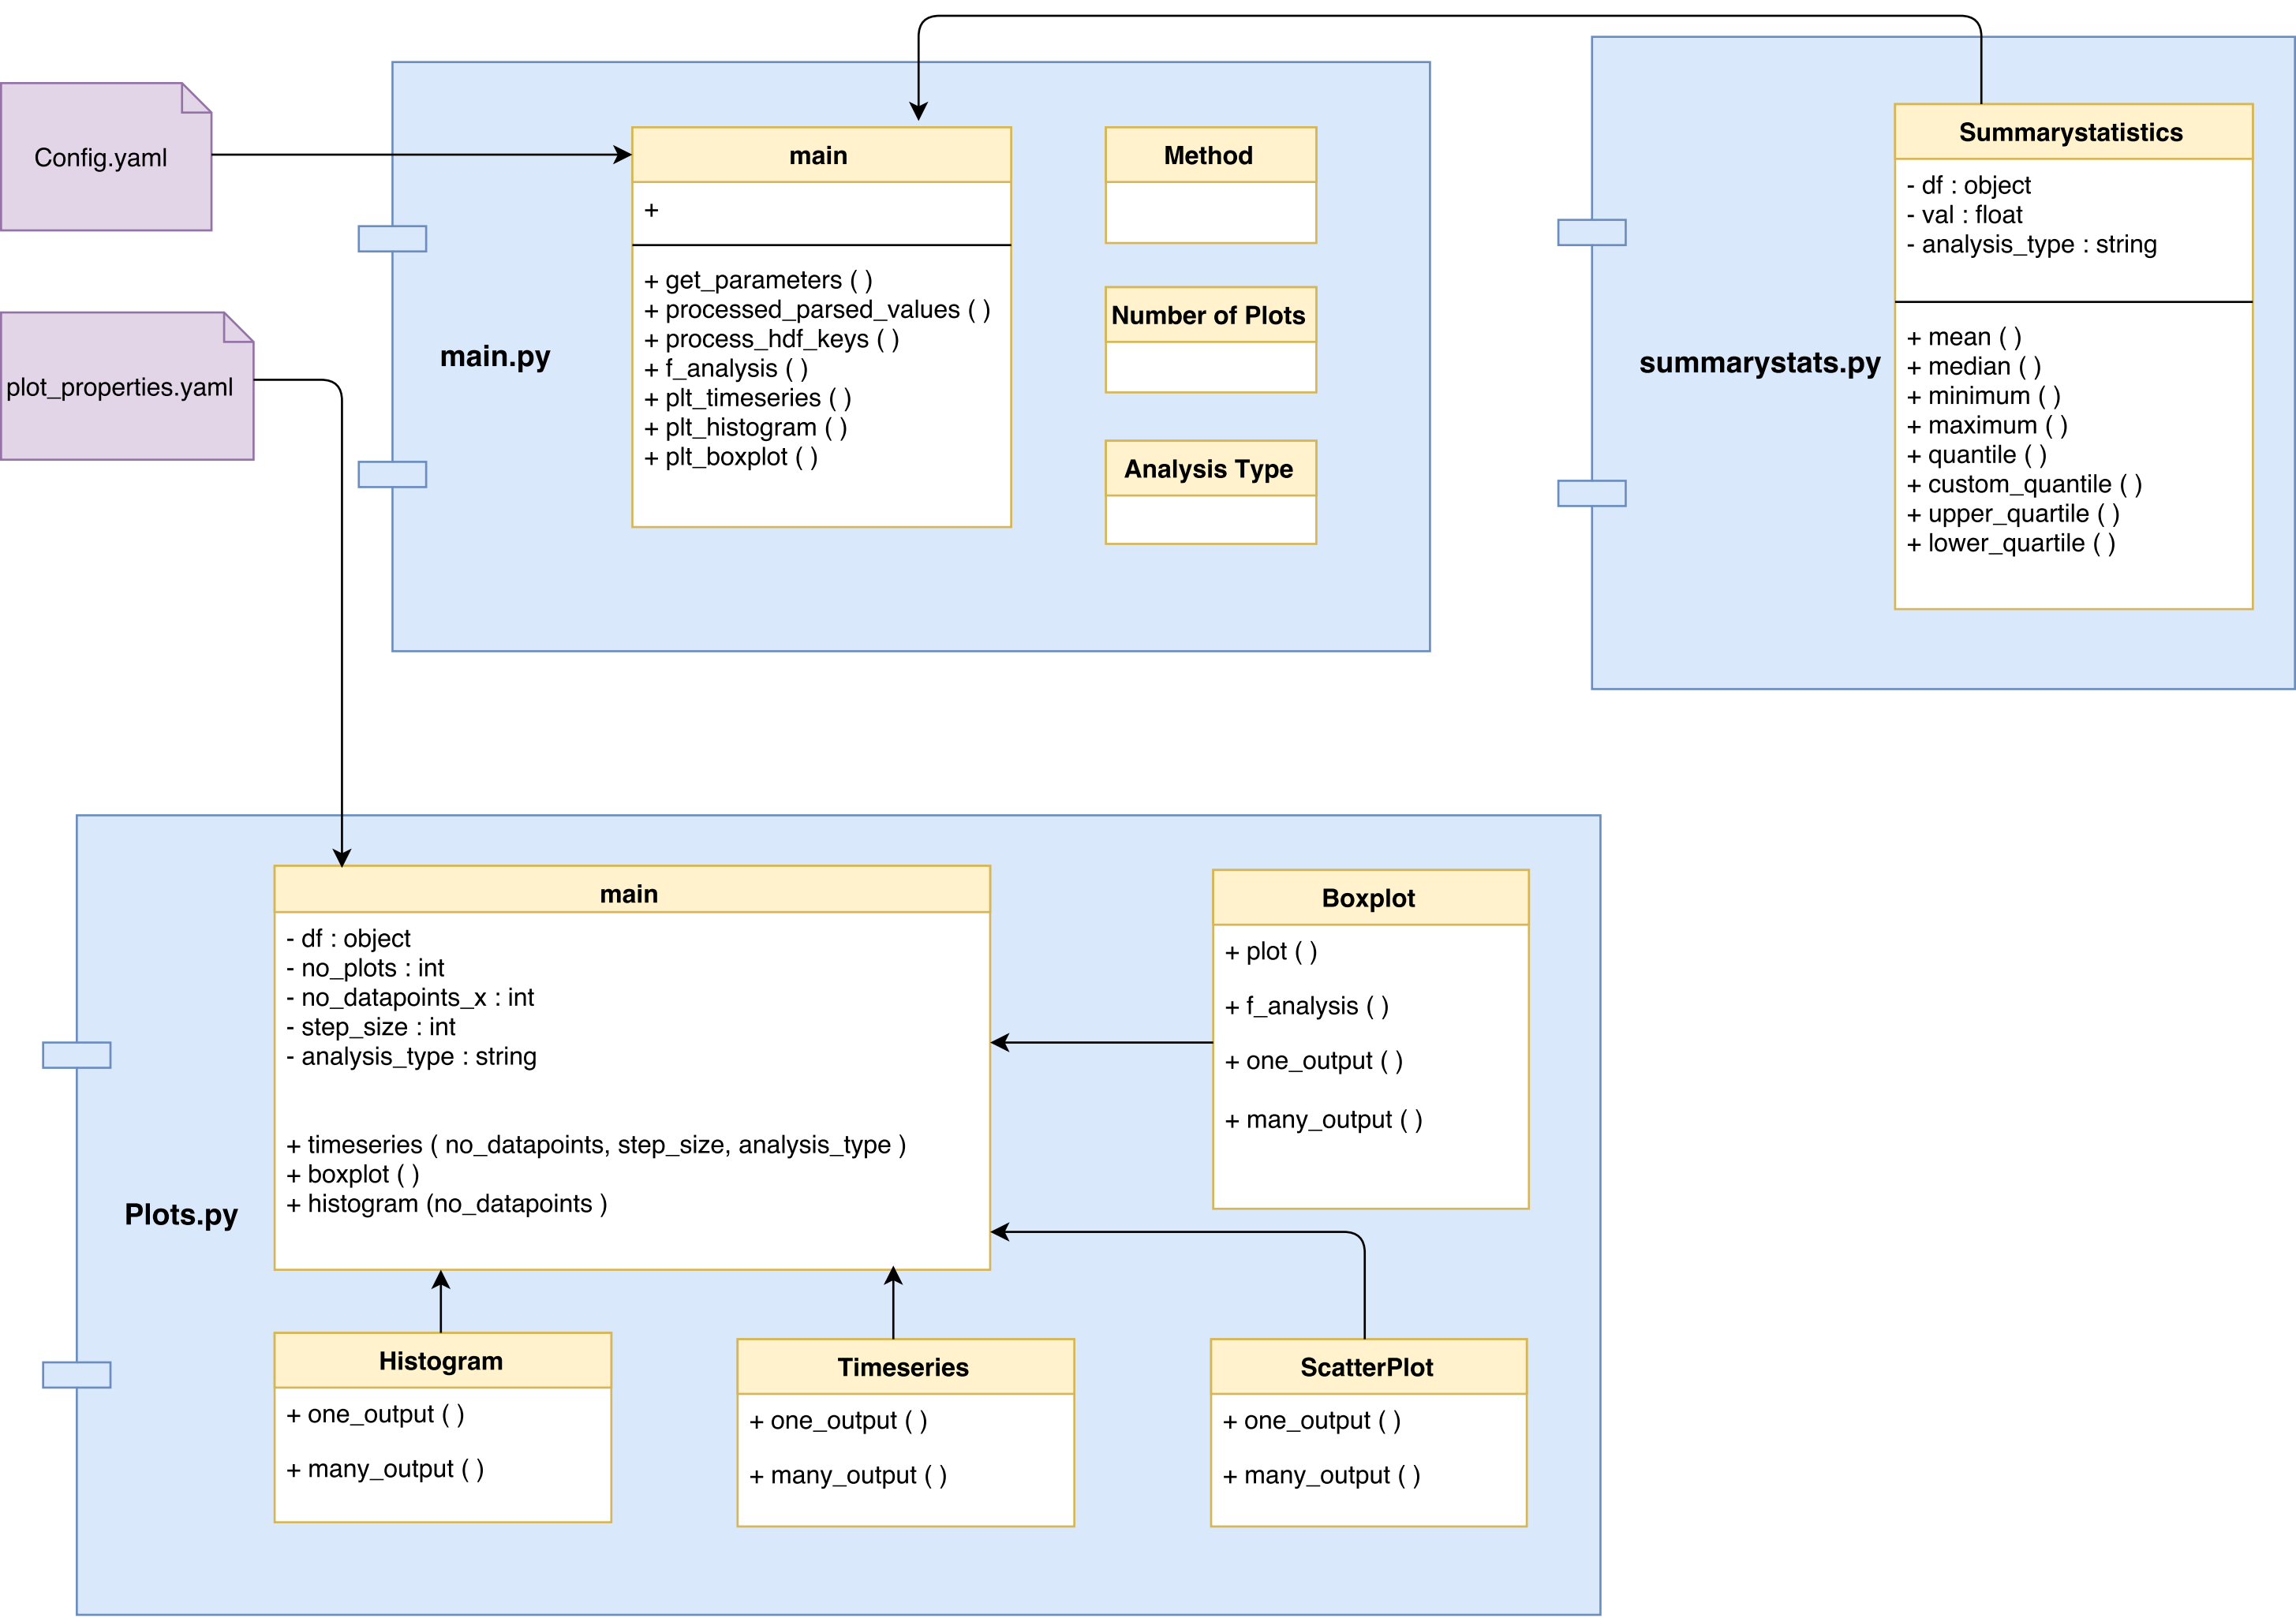 Config.yaml
plot_properties.yaml
main.py
main
+
+ get_parameters ( )
+ processed_parsed_values ( )
+ process_hdf_keys ( )
+ f_analysis ( )
+ plt_timeseries ( )
+ plt_histogram ( )
+ plt_boxplot ( )
Method
Number of Plots
Analysis Type
summarystats.py
Summarystatistics
- df : object
- val : float
- analysis_type : string
+ mean ( )
+ median ( )
+ minimum ( )
+ maximum ( )
+ quantile ( )
+ custom_quantile ( )
+ upper_quartile ( )
+ lower_quartile ( )
Plots.py
main
- df : object
- no_plots : int
- no_datapoints_x : int
- step_size : int
- analysis_type : string
+ timeseries ( no_datapoints, step_size, analysis_type )
+ boxplot ( )
+ histogram (no_datapoints )
Boxplot
+ plot ( )
+ f_analysis ( )
+ one_output ( )
+ many_output ( )
Histogram
+ one_output ( )
+ many_output ( )
Timeseries
+ one_output ( )
+ many_output ( )
ScatterPlot
+ one_output ( )
+ many_output ( )